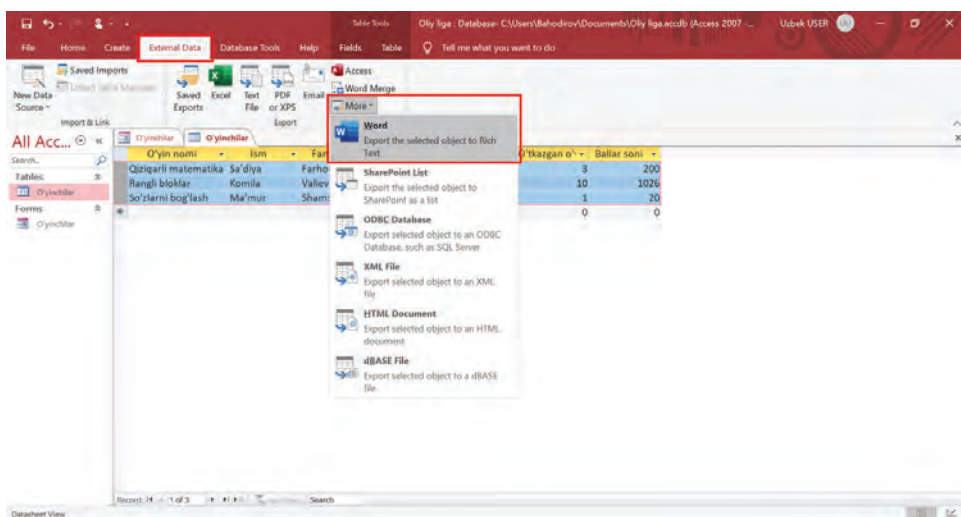 Table Tools
Oliy liga : Database- C:\Users\Bahodirov\Documents\Oliy liga.accdb (Access 2007 -...
Uzbek USER
File Home Create External Data Database Tools Help Fields Table Tell me what you want to do
Saved Imports
Linked Table Manager
New Data
Source
Import & Link
Saved
Exports
Excel
Text
File
PDF
or XPS
Email
Export
Access
Word Merge
More
Word
Export the selected object to Rich
Text
SharePoint List
Export the selected object to
SharePoint as a list
ODBC Database
Export selected object to an ODBC
Database, such as SQL Server
XML File
Export selected object to an XML
file
HTML Document
Export selected object to an HTML
document
dBASE File
Export selected object to a dBASE
file
All Acc...
Search...
Tables
O'yinchilar
Forms
O'yinchilar
O'yinchilar O'yinchilar
O'yin nomi Ism Fam O'tkazgan o'y Ballar soni
Qiziqarli matematika Sa'diya Farho 3 200
Rangli bloklar Komila Valiev 10 1026
So'zlarni bog'lash Ma'mur Shams 1 20
0 0
Record: 1 of 3 Search
Datasheet View